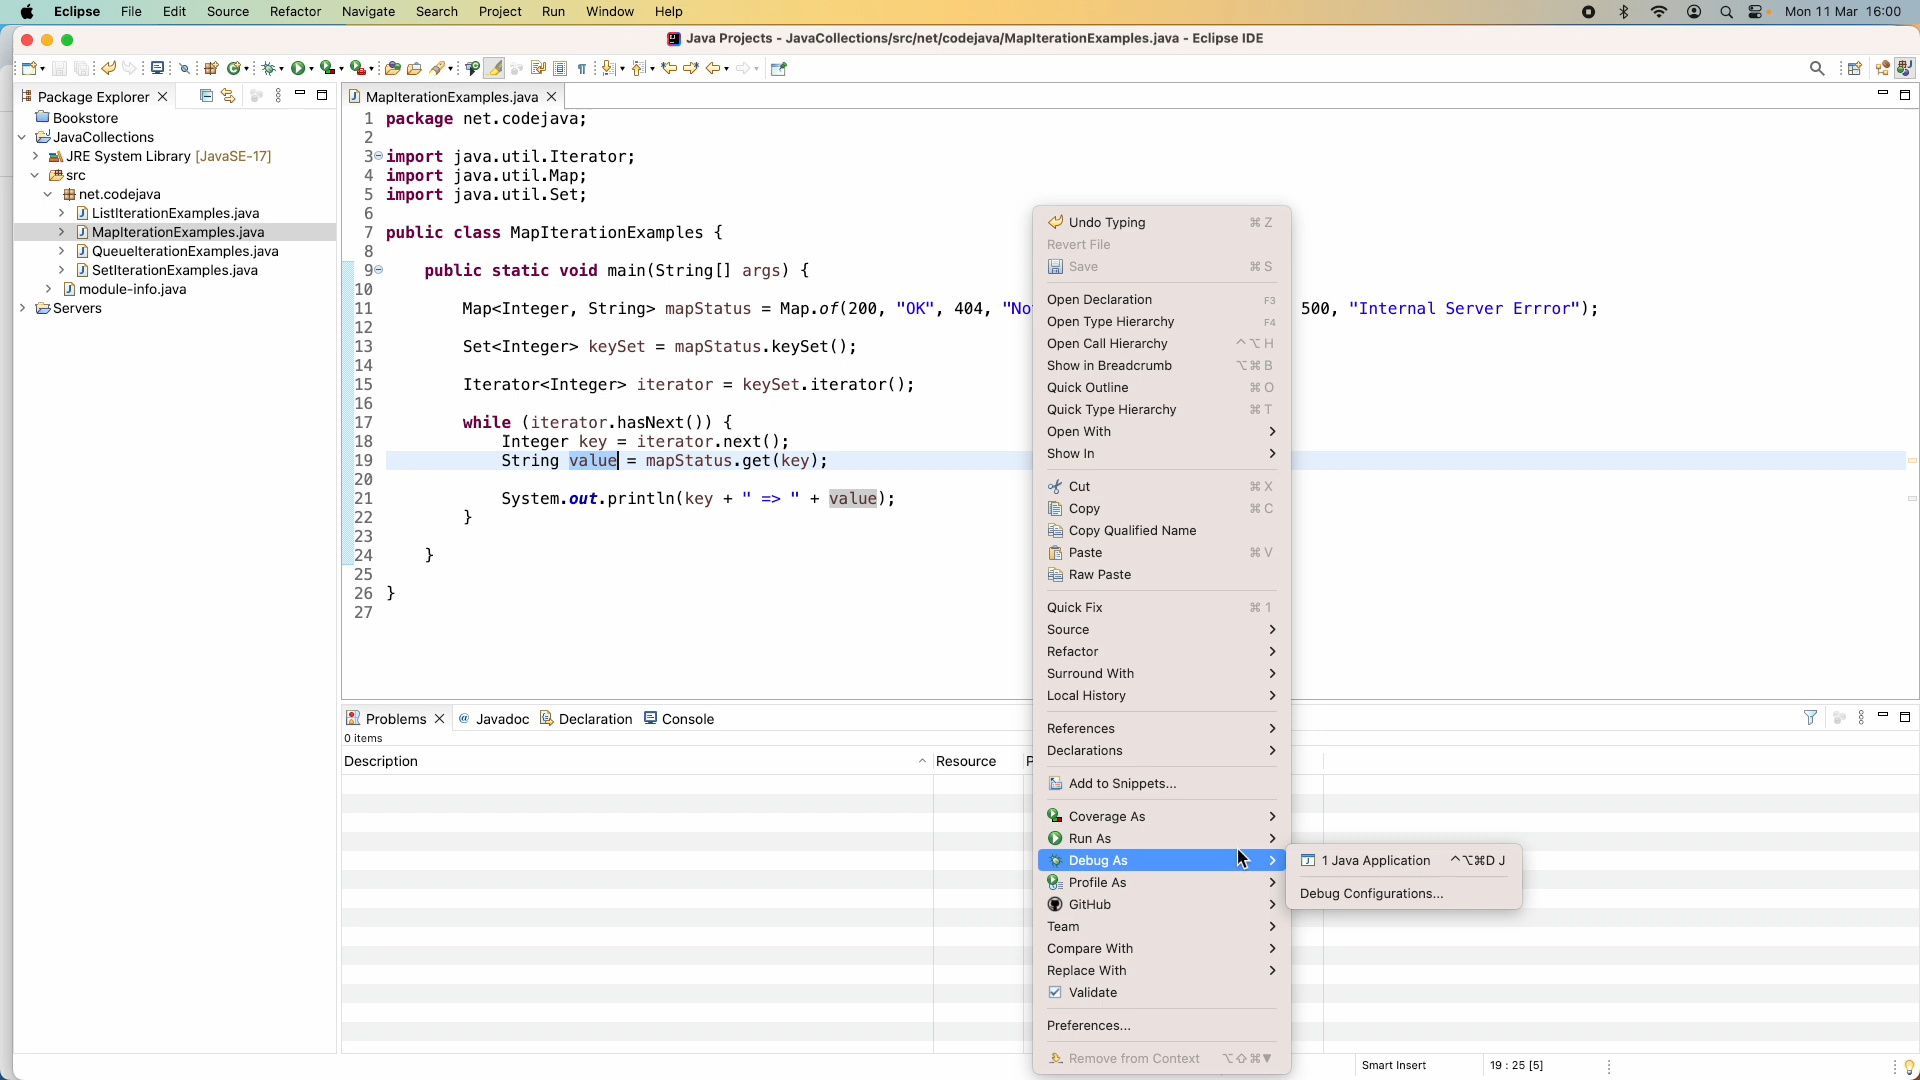 Eclipse File Edit Source Refactor Navigate Search Project Run Window Help Mon 11 Mar 16:00
Java Projects - JavaCollections/src/net/codejava/MapIterationExamples.java - Eclipse IDE
Package Explorer
Bookstore
JavaCollections
JRE System Library [JavaSE-17]
src
net.codejava
ListIterationExamples.java
MapIterationExamples.java
QueueIterationExamples.java
SetIterationExamples.java
module-info.java
Servers
MapIterationExamples.java
1 package net.codejava;
2
3 import java.util.Iterator;
4 import java.util.Map;
5 import java.util.Set;
6
7 public class MapIterationExamples {
8
9 public static void main(String[] args) {
10
11 Map<Integer, String> mapStatus = Map.of(200, "OK", 404, "No 500, "Internal Server Errror");
12
13 Set<Integer> keySet = mapStatus.keySet();
14
15 Iterator<Integer> iterator = keySet.iterator();
16
17 while (iterator.hasNext()) {
18 Integer key = iterator.next();
19 String value = mapStatus.get(key);
20
21 System.out.println(key + " => " + value);
22 }
23
24 }
25
26 }
27
Undo Typing ⌘Z
Revert File
Save ⌘S
Open Declaration F3
Open Type Hierarchy F4
Open Call Hierarchy ^⌥H
Show in Breadcrumb ⌥⌘B
Quick Outline ⌘O
Quick Type Hierarchy ⌘T
Open With
Show In
Cut ⌘X
Copy ⌘C
Copy Qualified Name
Paste ⌘V
Raw Paste
Quick Fix ⌘1
Source
Refactor
Surround With
Local History
References
Declarations
Add to Snippets...
Coverage As
Run As
Debug As
Profile As
GitHub
Team
Compare With
Replace With
Validate
Preferences...
Remove from Context ⌥⇧⌘▼
1 Java Application ^⌥⌘D J
Debug Configurations...
Problems @ Javadoc Declaration Console
0 items
Description Resource P
Smart Insert 19 : 25 [5]